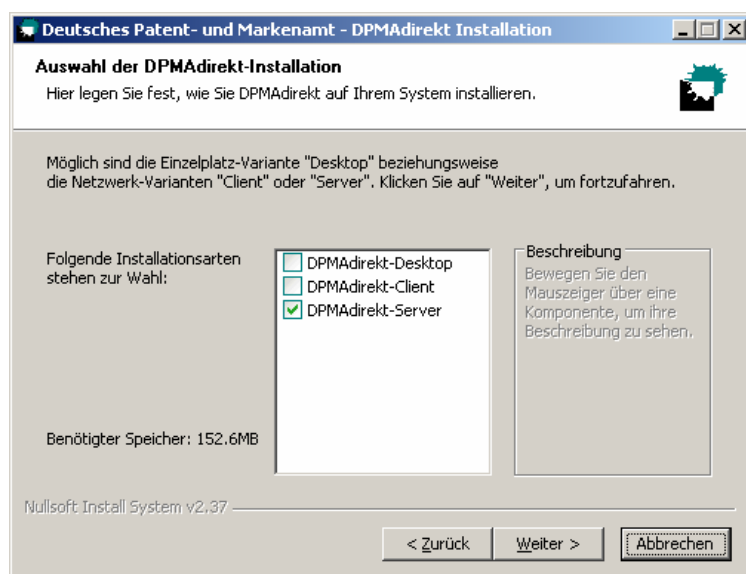 Deutsches Patent- und Markenamt - DPMAdirekt Installation
Auswahl der DPMAdirekt-Installation
Hier legen Sie fest, wie Sie DPMAdirekt auf Ihrem System installieren.
Möglich sind die Einzelplatz-Variante "Desktop" beziehungsweise
die Netzwerk-Varianten "Client" oder "Server". Klicken Sie auf "Weiter", um fortzufahren.
Folgende Installationsarten
stehen zur Wahl:
DPMAdirekt-Desktop
DPMAdirekt-Client
DPMAdirekt-Server
Beschreibung
Bewegen Sie den
Mauszeiger über eine
Komponente, um ihre
Beschreibung zu sehen.
Benötigter Speicher: 152.6MB
Nullsoft Install System v2.37
< Zurück
Weiter >
Abbrechen